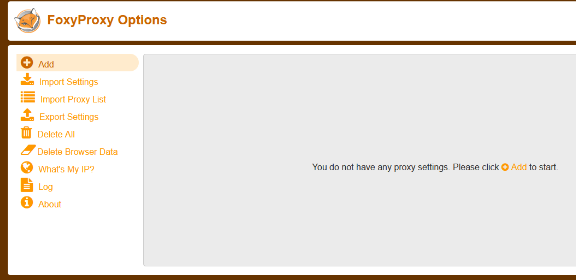 FoxyProxy Options
Add
Import Settings
Import Proxy List
Export Settings
Delete All
Delete Browser Data
What's My IP?
Log
About
You do not have any proxy settings. Please click Add to start.